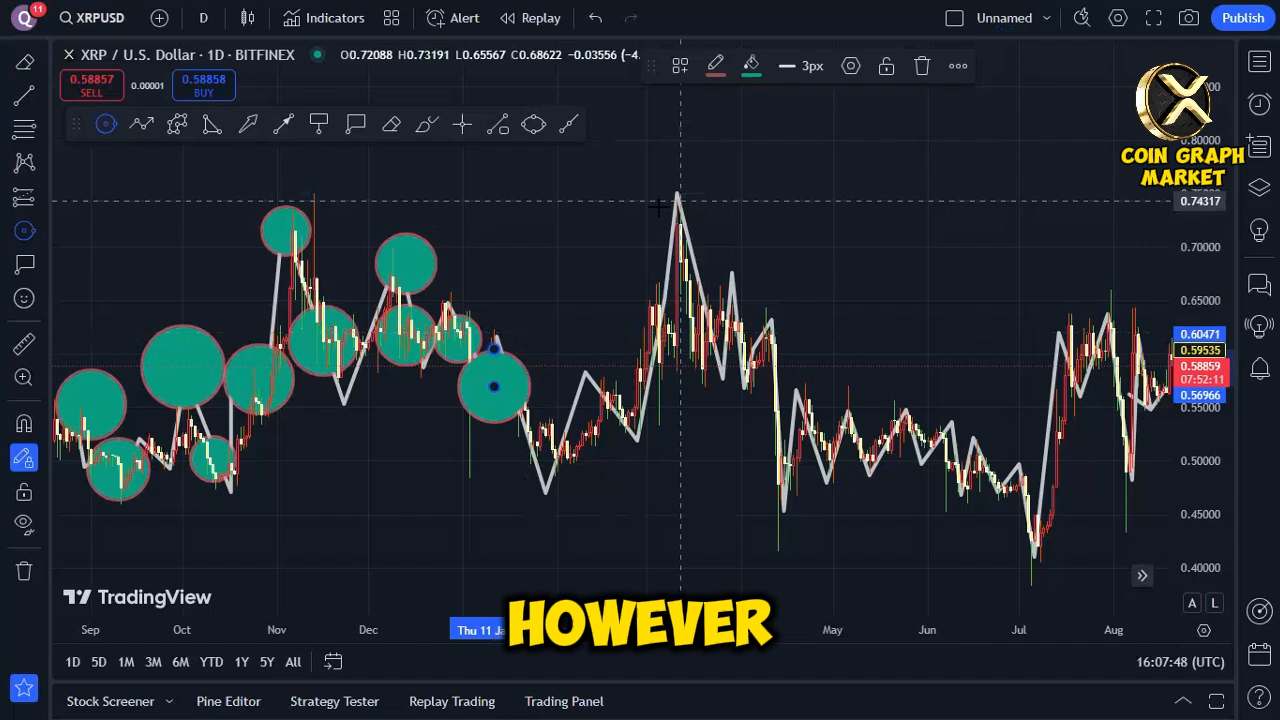 Q 11 XRPUSD D Indicators Alert Replay Unnamed Publish
XRP / U.S. Dollar · 1D · BITFINEX O0.72088 H0.73191 L0.65567 C0.68622 −0.03556 (−4.
3px
0.58857 SELL 0.00001 0.58858 BUY
COIN GRAPH
MARKET
0.80000
0.74317
0.70000
0.65000
0.60471
0.59535
0.58859
07:52:11
0.56966
0.55000
0.50000
0.45000
0.40000
TradingView
A L
HOWEVER
Sep Oct Nov Dec Thu 11 May Jun Jul Aug
1D 5D 1M 3M 6M YTD 1Y 5Y All 16:07:48 (UTC)
Stock Screener Pine Editor Strategy Tester Replay Trading Trading Panel